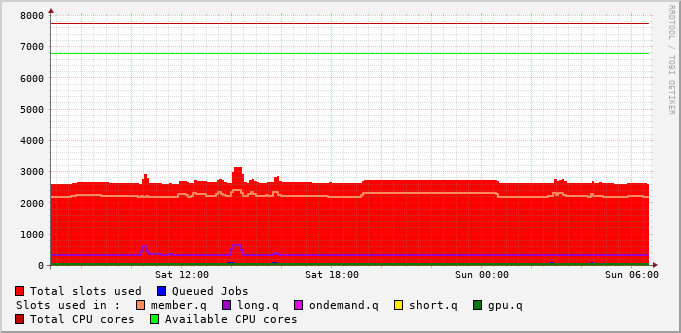 8000
7000
6000
5000
4000
3000
2000
1000
0
Sat 12:00 Sat 18:00 Sun 00:00 Sun 06:00
RRDTOOL / TOBI OETIKER
Total slots used Queued Jobs
Slots used in : member.q long.q ondemand.q short.q gpu.q
Total CPU cores Available CPU cores